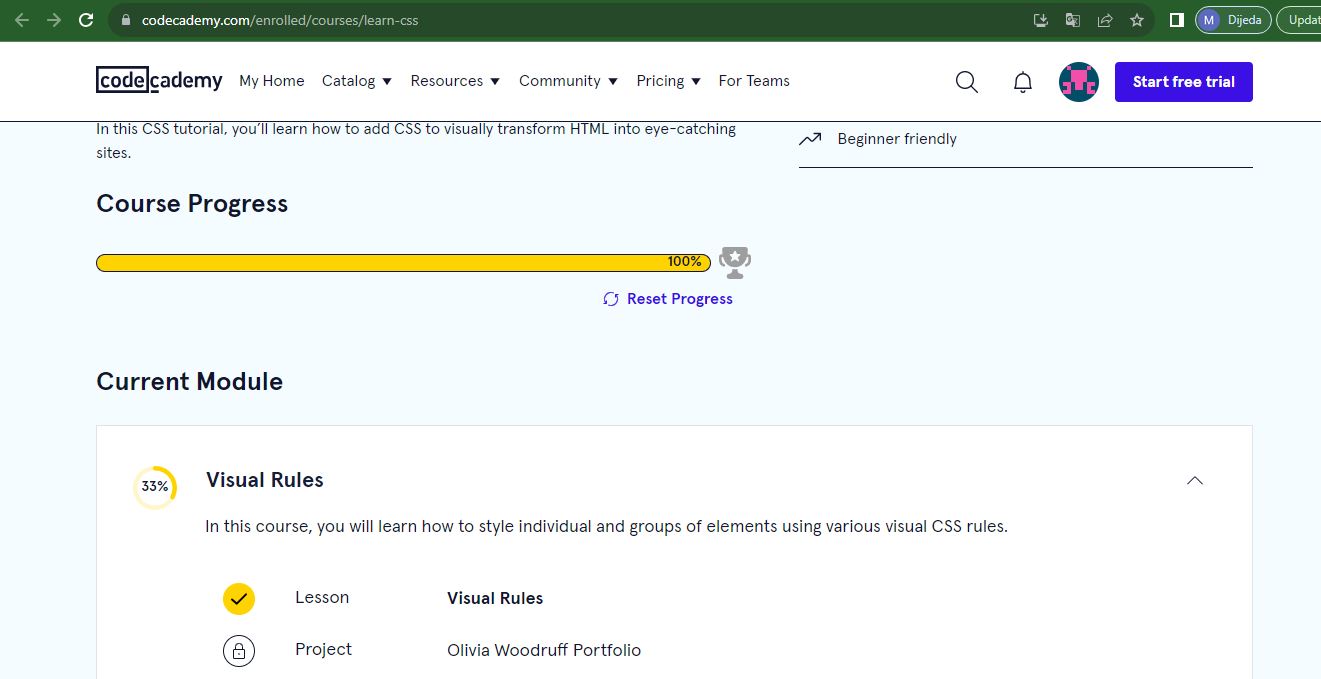 codecademy.com/enrolled/courses/learn-css
M Dijeda
Updat
codecademy My Home Catalog Resources Community Pricing For Teams Start free trial
In this CSS tutorial, you’ll learn how to add CSS to visually transform HTML into eye-catching
sites.
Beginner friendly
Course Progress
100%
Reset Progress
Current Module
33% Visual Rules
In this course, you will learn how to style individual and groups of elements using various visual CSS rules.
Lesson Visual Rules
Project Olivia Woodruff Portfolio